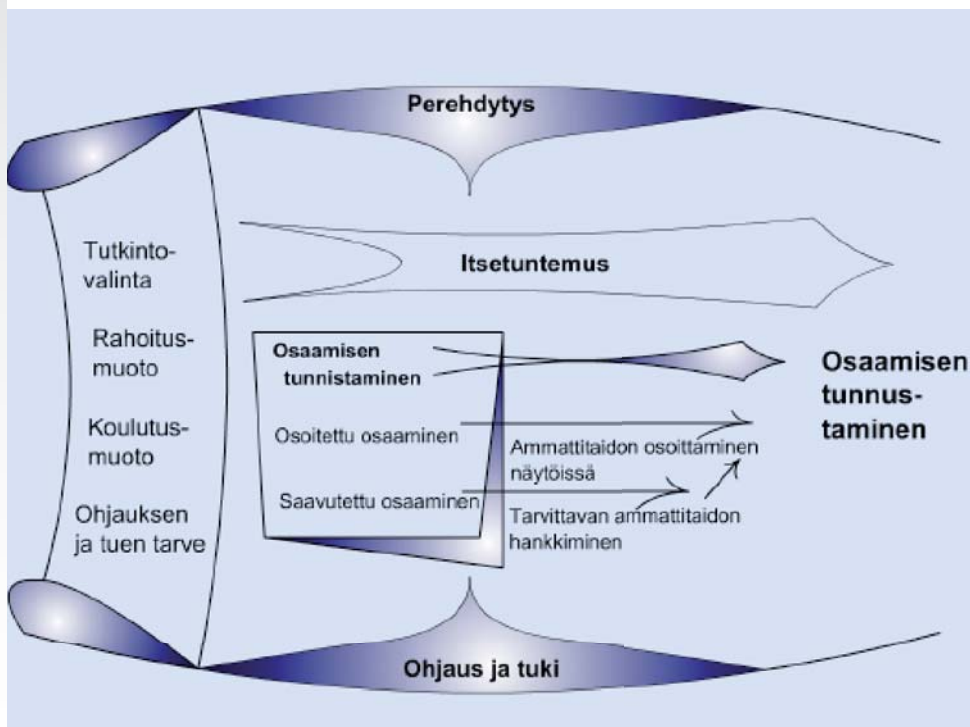 Perehdytys
Tutkinto-
valinta
Rahoitus-
muoto
Koulutus-
muoto
Ohjauksen
ja tuen tarve
Itsetuntemus
Osaamisen
tunnistaminen
Osoitettu osaaminen
Saavutettu osaaminen
Ammattitaidon osoittaminen
näytöissä
Tarvittavan ammattitaidon
hankkiminen
Osaamisen
tunnus-
taminen
Ohjaus ja tuki